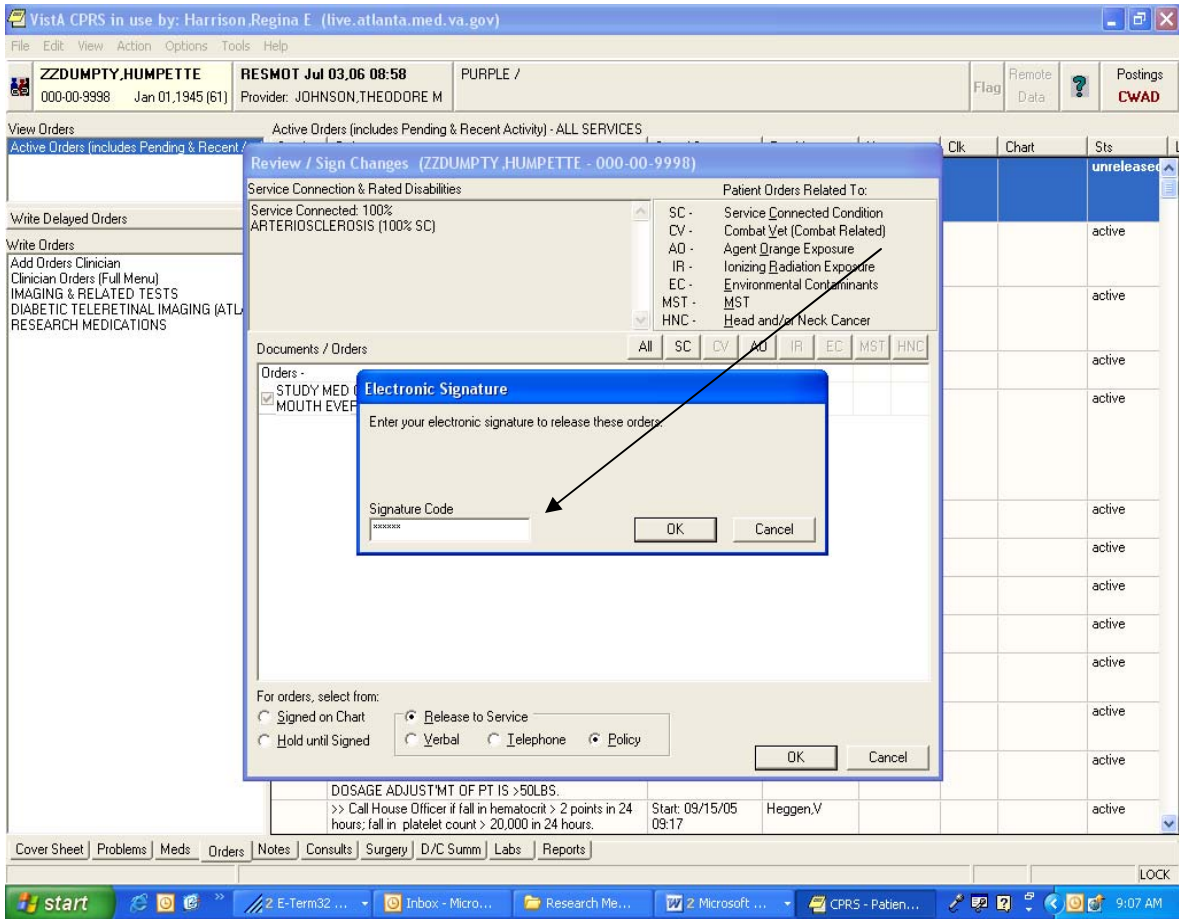 VistA CPRS in use by: Harrison,Regina E (live.atlanta.med.va.gov)
File Edit View Action Options Tools Help
ZZDUMPTY,HUMPETTE RESMOT Jul 03,06 08:58 PURPLE / Flag Remote Data ? Postings
000-00-9998 Jan 01,1945 (61) Provider: JOHNSON,THEODORE M CWAD
View Orders Active Orders (includes Pending & Recent Activity) - ALL SERVICES
Active Orders (includes Pending & Recent Clk Chart Sts
unreleased
Review / Sign Changes (ZZDUMPTY,HUMPETTE - 000-00-9998)
Service Connection & Rated Disabilities Patient Orders Related To:
Service Connected: 100%
ARTERIOSCLEROSIS (100% SC)
SC - Service Connected Condition
CV - Combat Vet (Combat Related)
AO - Agent Orange Exposure
IR - Ionizing Radiation Exposure
EC - Environmental Contaminants
MST - MST
HNC - Head and/or Neck Cancer
Write Delayed Orders
Write Orders
Add Orders Clinician
Clinician Orders (Full Menu)
IMAGING & RELATED TESTS
DIABETIC TELERETINAL IMAGING (ATL
RESEARCH MEDICATIONS
Documents / Orders All SC CV AO IR EC MST HNC
Orders -
STUDY MED
MOUTH EVER
Electronic Signature
Enter your electronic signature to release these orders.
Signature Code
xxxxxx
OK Cancel
active
active
active
active
active
active
active
active
active
active
active
For orders, select from:
Signed on Chart Release to Service
Hold until Signed Verbal Telephone Policy
OK Cancel
DOSAGE ADJUST'MT OF PT IS >50LBS.
>> Call House Officer if fall in hematocrit > 2 points in 24 Start: 09/15/05 Heggen,V active
hours; fall in platelet count > 20,000 in 24 hours. 09:17
Cover Sheet Problems Meds Orders Notes Consults Surgery D/C Summ Labs Reports
LOCK
start 2 E-Term32 ... Inbox - Micro... Research Me... 2 Microsoft ... CPRS - Patien... 9:07 AM